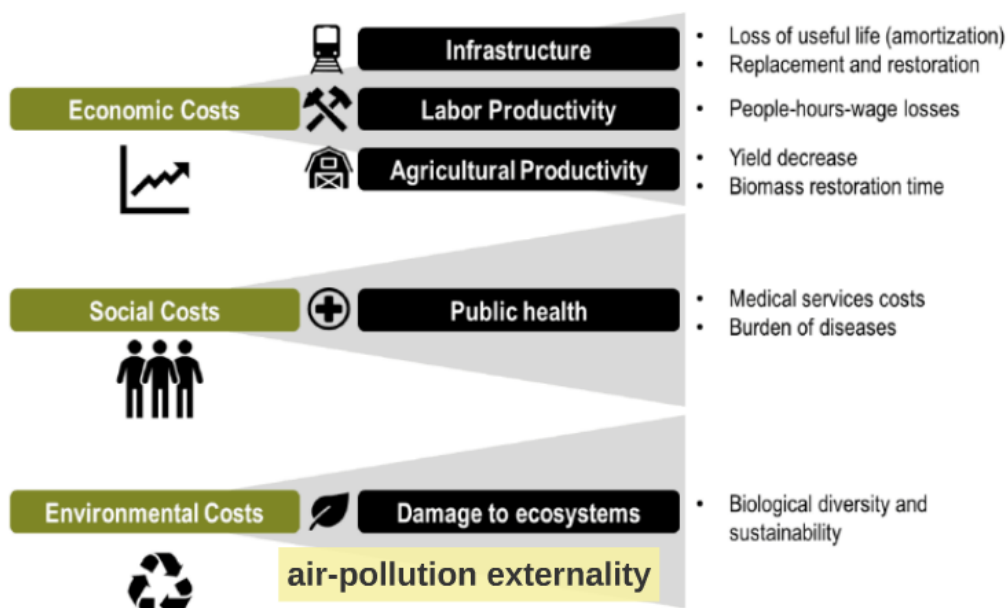 Infrastructure
• Loss of useful life (amortization)
• Replacement and restoration
Economic Costs
Labor Productivity
• People-hours-wage losses
Agricultural Productivity
• Yield decrease
• Biomass restoration time
Social Costs
Public health
• Medical services costs
• Burden of diseases
Environmental Costs
Damage to ecosystems
• Biological diversity and
sustainability
air-pollution externality